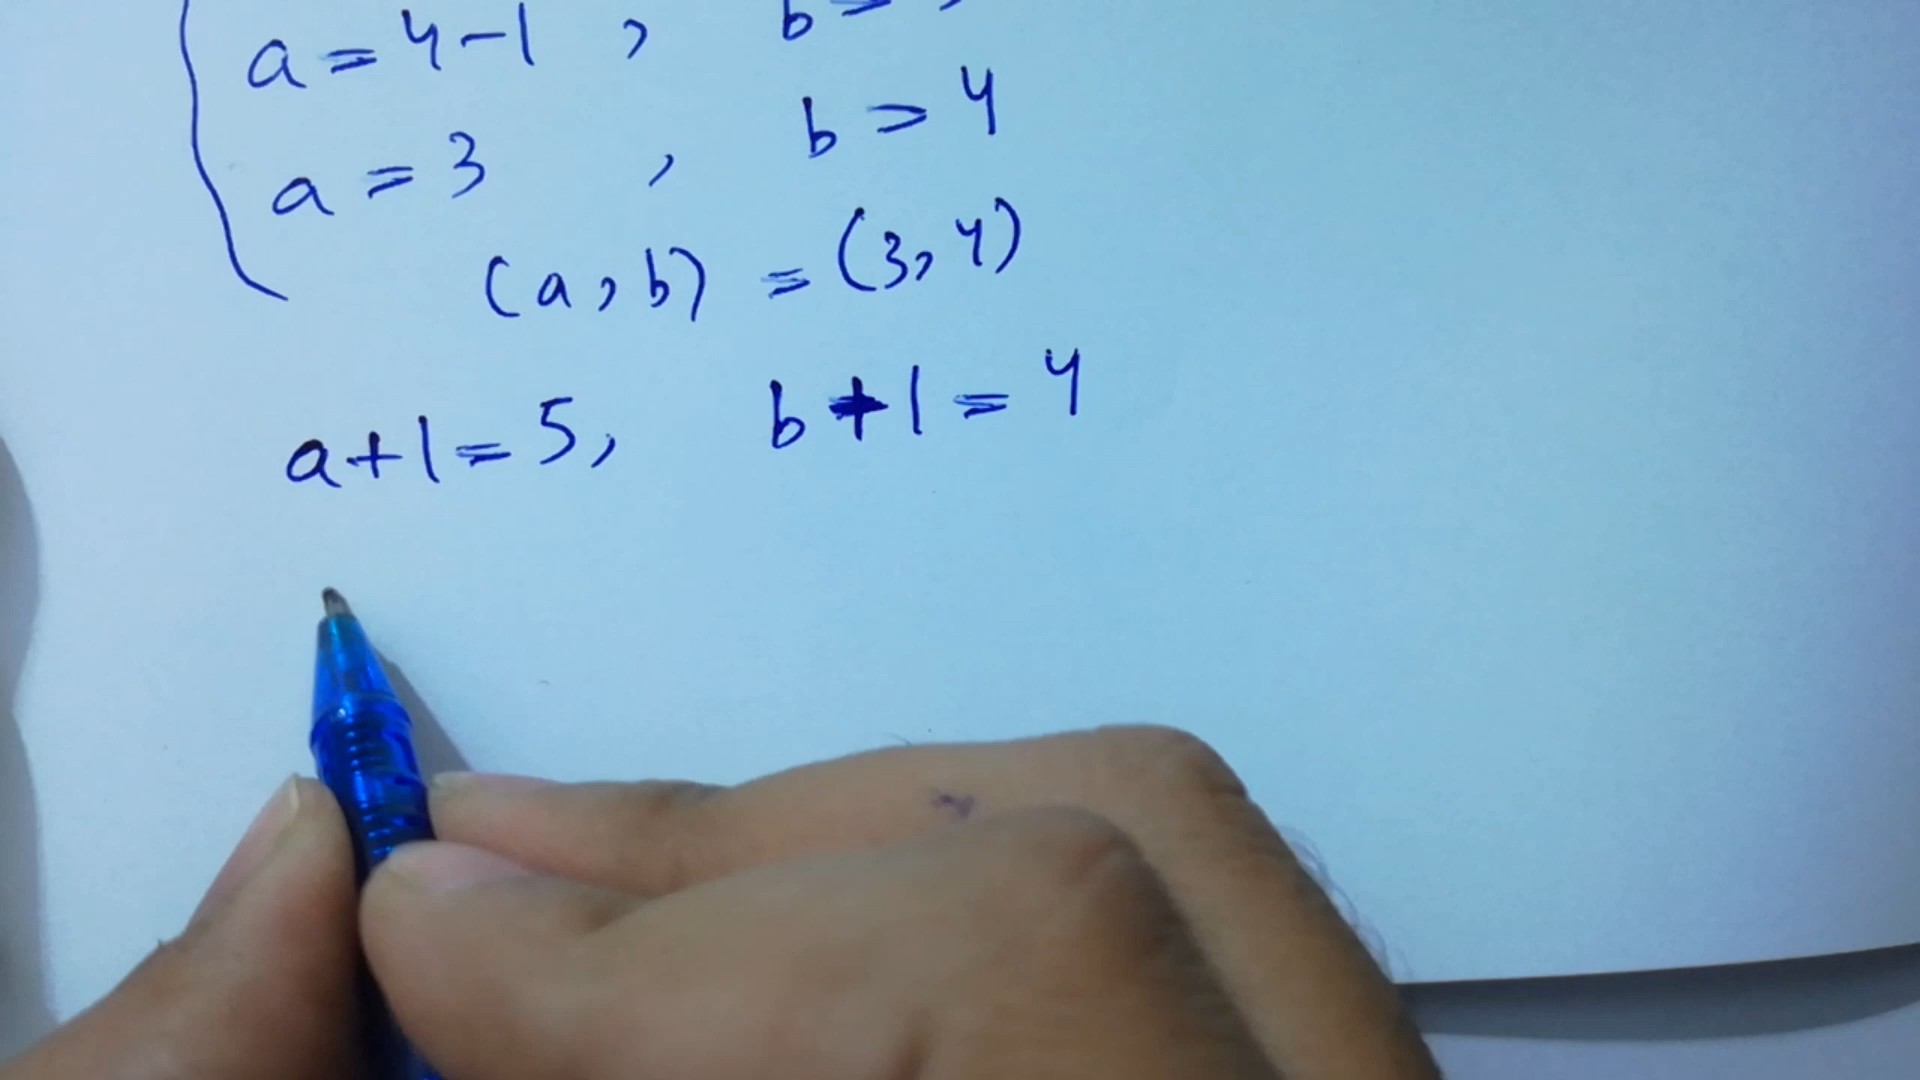 a = 4-1 , b =
a = 3 , b = 4
(a, b) = (3, 4)
a+1=5, b+1=4